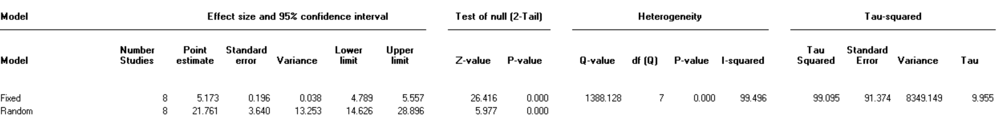 Model Effect size and 95% confidence interval Test of null (2-Tail) Heterogeneity Tau-squared
Number Point Standard Lower Upper Tau Standard
Model Studies estimate error Variance limit limit Z-value P-value Q-value df (Q) P-value I-squared Squared Error Variance Tau
Fixed 8 5.173 0.196 0.038 4.789 5.557 26.416 0.000 1388.128 7 0.000 99.496 99.095 91.374 8349.149 9.955
Random 8 21.761 3.640 13.253 14.626 28.896 5.977 0.000